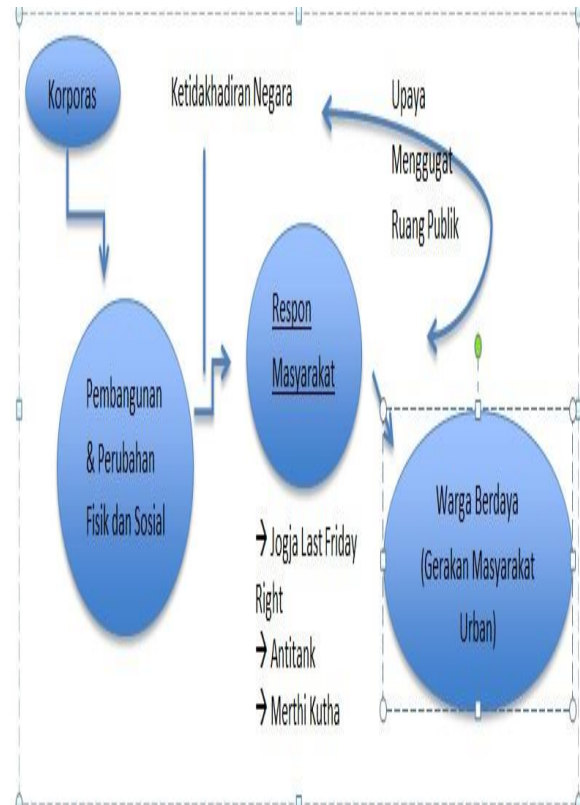 Korporas
Ketidakhadiran Negara
Upaya
Menggugat
Ruang Publik
Pembangunan
& Perubahan
Fisik dan Sosial
Respon
Masyarakat
→ Jogja Last Friday
Right
→ Antitank
→ Merthi Kutha
Warga Berdaya
(Gerakan Masyarakat
Urban)